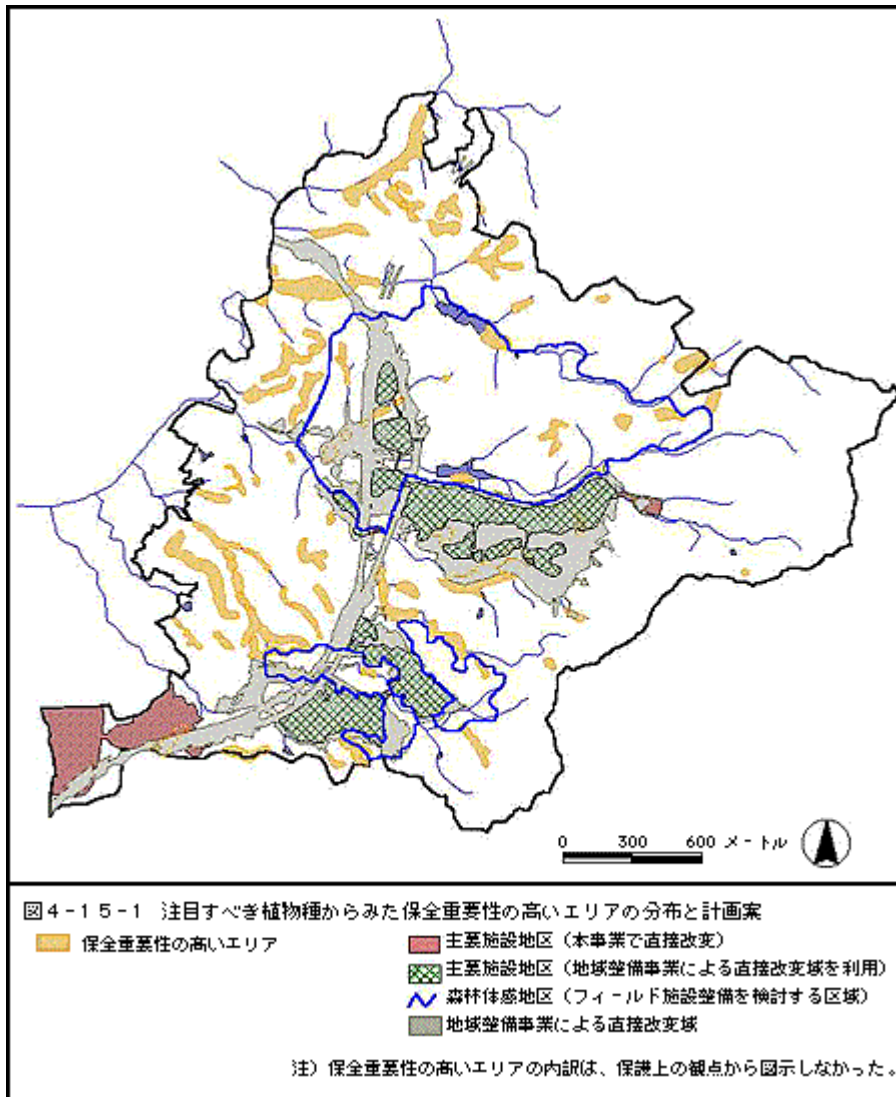 0 300 600 メートル
図4-15-1 注目すべき植物種からみた保全重要性の高いエリアの分布と計画案
保全重要性の高いエリア
主要施設地区（本事業で直接改変）
主要施設地区（地域整備事業による直接改変域を利用）
森林体感地区（フィールド施設整備を検討する区域）
地域整備事業による直接改変域
注）保全重要性の高いエリアの内訳は、保護上の観点から図示しなかった。